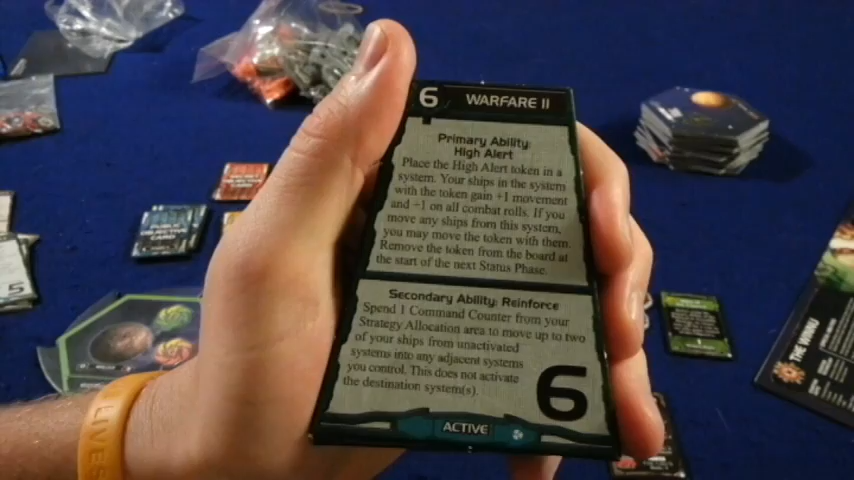 6 WARFARE II
Primary Ability:
High Alert
Place the High Alert token in a
system. Your ships in the system
with the token gain +1 movement
and +1 on all combat rolls. If you
move any ships from this system,
you may move the token with them.
Remove the token from the board at
the start of the next Status Phase.
Secondary Ability: Reinforce
Spend 1 Command Counter from your
Strategy Allocation area to move up to two
of your ships from unactivated
systems into any adjacent systems
you control. This does not activate
the destination system(s).
6
ACTIVE
5
THE WINNU
LIVES